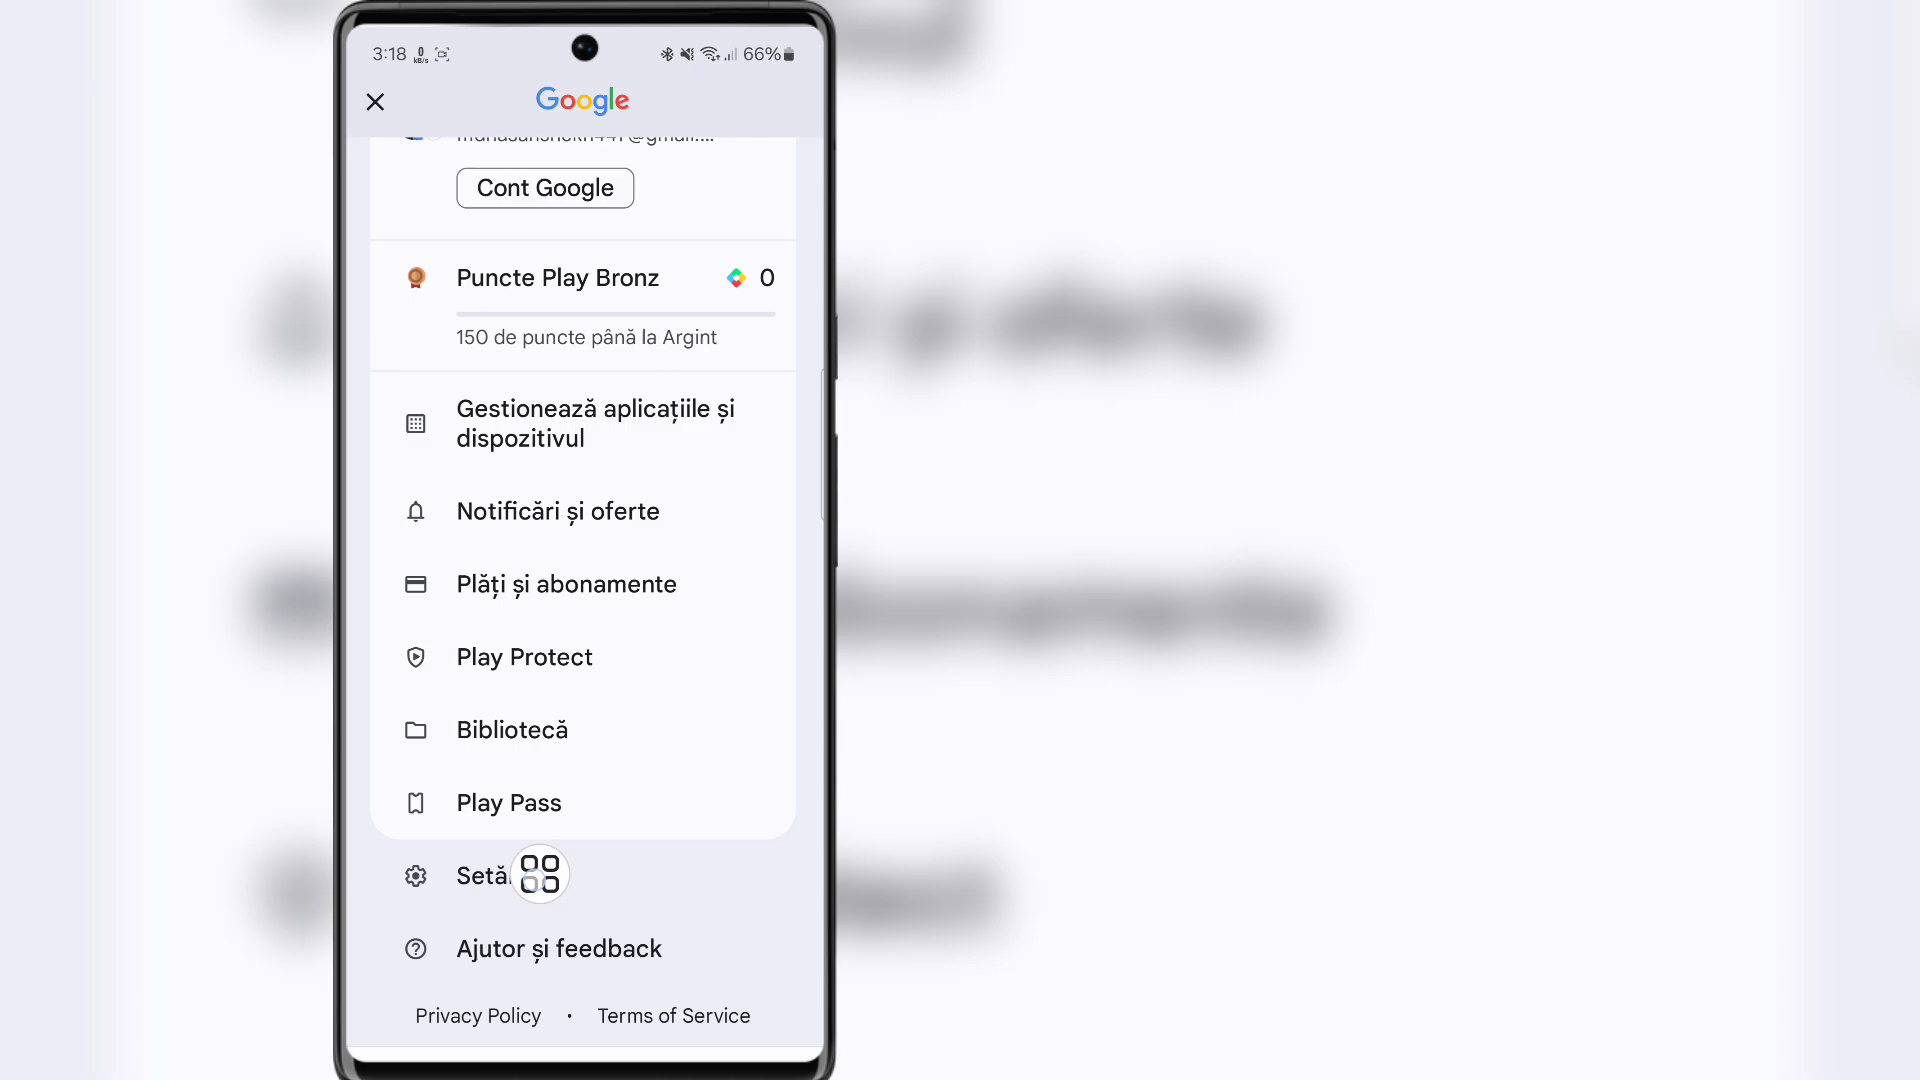 3:18 0 kB/s 66%
Google
Cont Google
Puncte Play Bronz 0
150 de puncte până la Argint
Gestionează aplicațiile și
dispozitivul
Notificări și oferte
Plăți și abonamente
Play Protect
Bibliotecă
Play Pass
Ajutor și feedback
Privacy Policy • Terms of Service